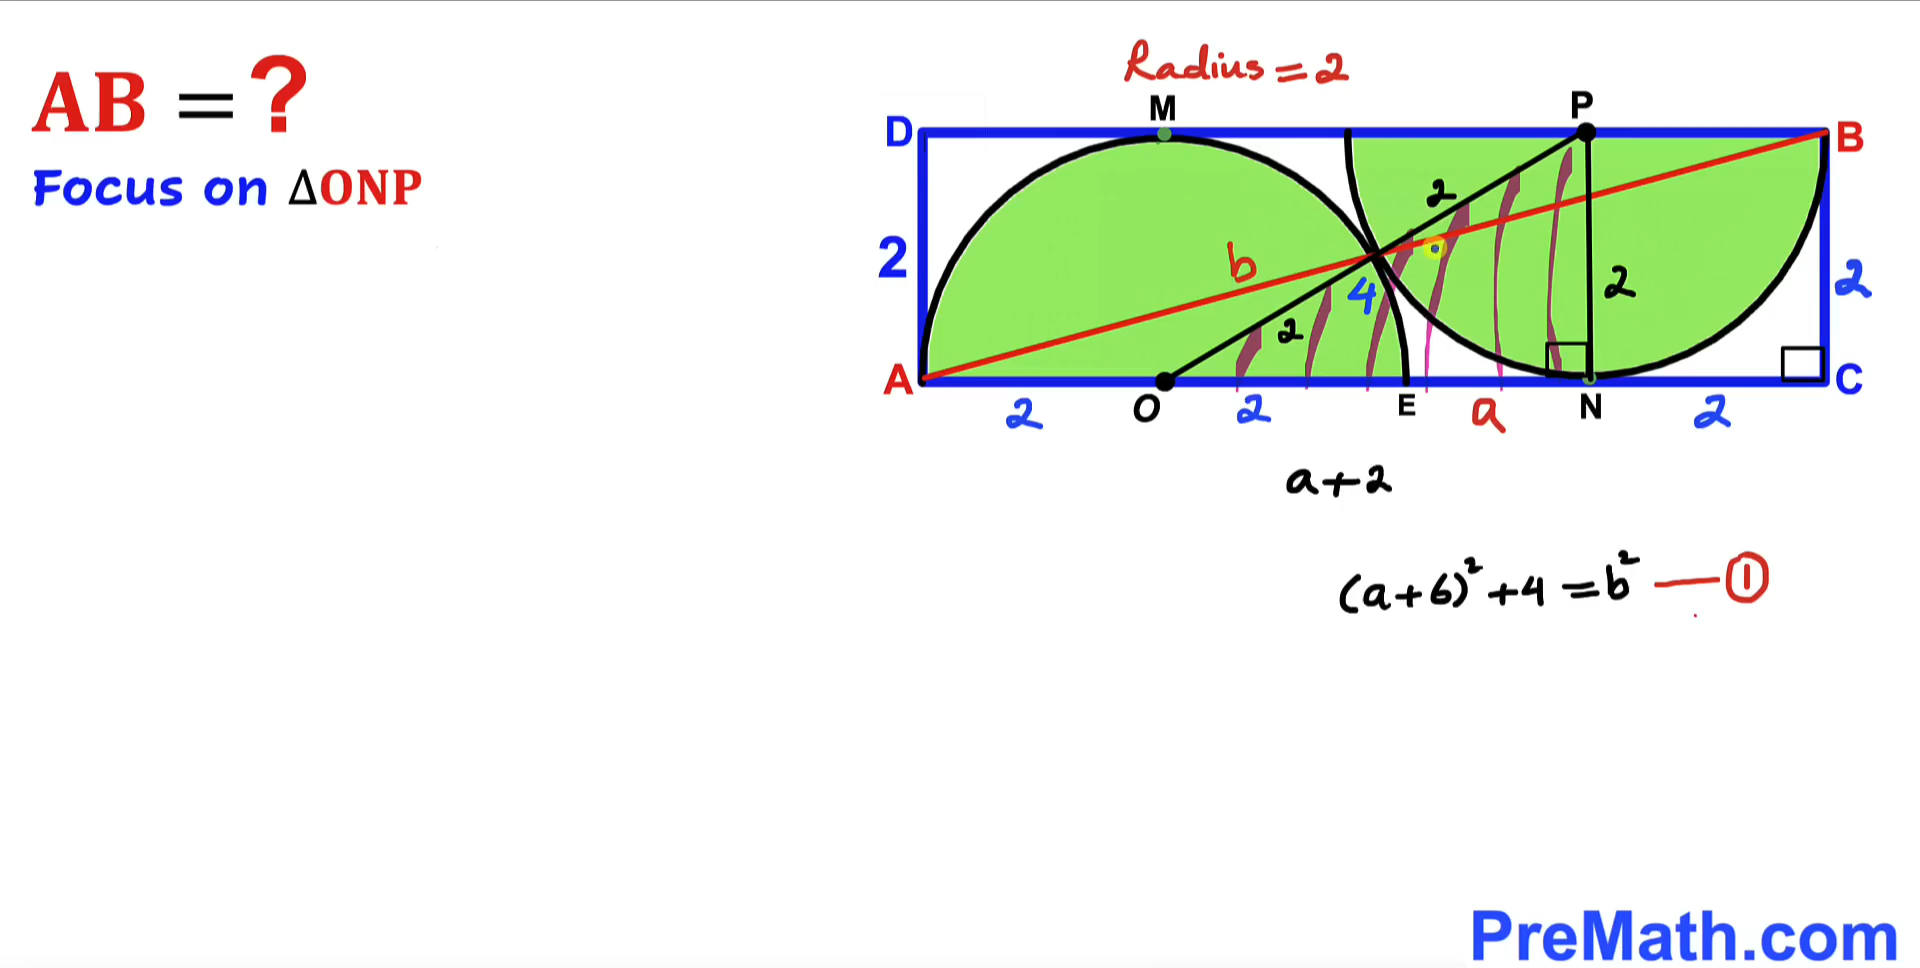 AB = ?
Focus on ΔONP
Radius = 2
M
P
D
B
2
2
b
4
2
2
2
A
C
O
E
N
2
2
a
2
a+2
(a+6)² + 4 = b² — ①
PreMath.com